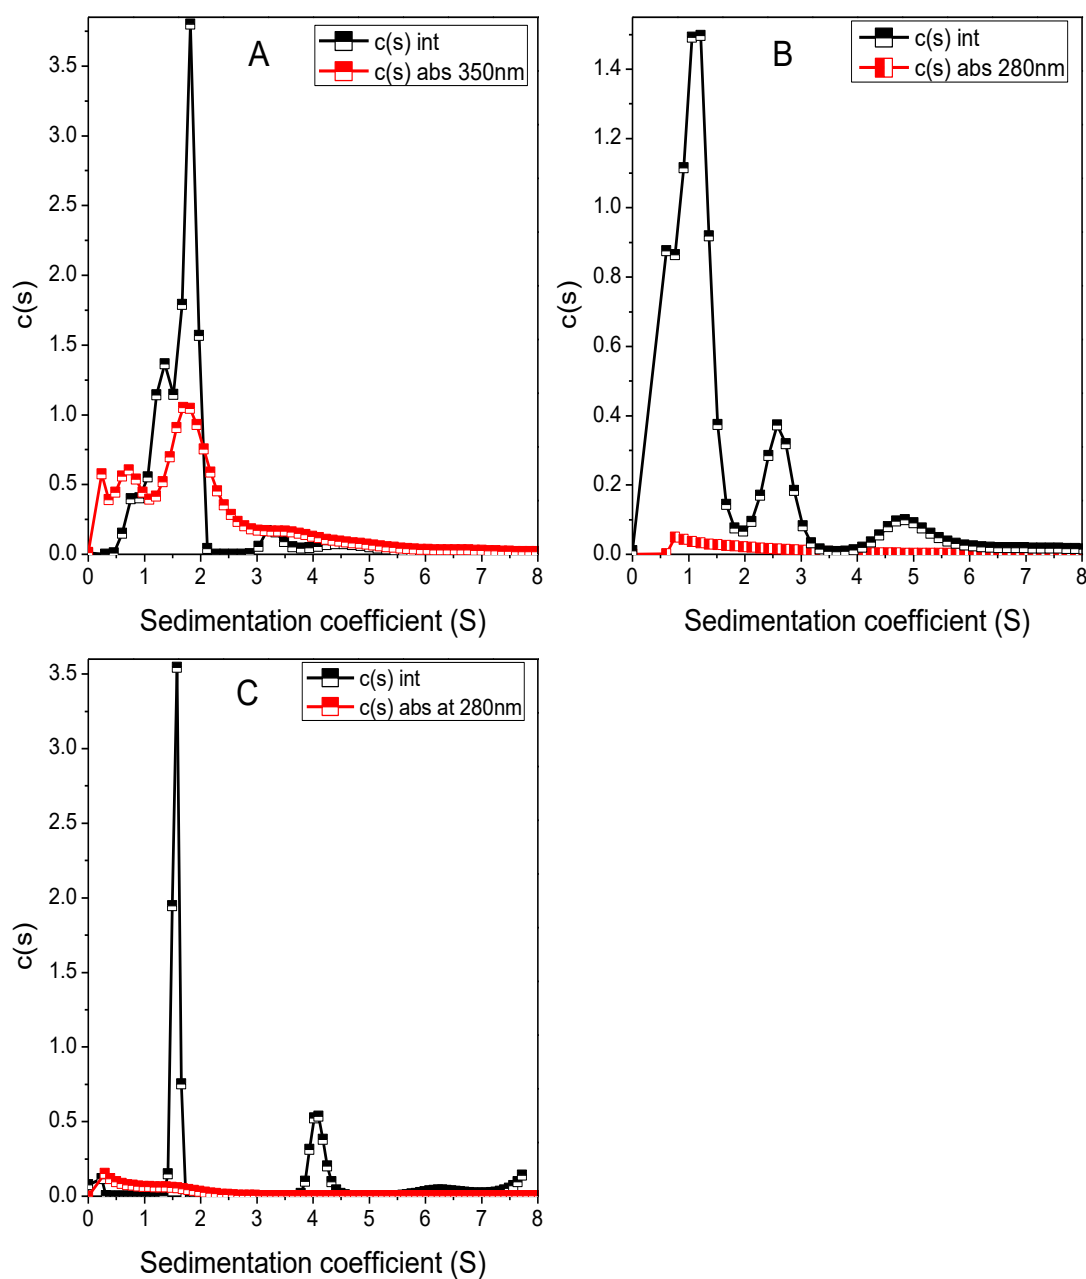 A
c(s) int
c(s) abs 350nm
3.5
3.0
2.5
2.0
1.5
1.0
0.5
0.0
c(s)
0 1 2 3 4 5 6 7 8
Sedimentation coefficient (S)
B
c(s) int
c(s) abs 280nm
1.4
1.2
1.0
0.8
0.6
0.4
0.2
0.0
c(s)
0 1 2 3 4 5 6 7 8
Sedimentation coefficient (S)
C
c(s) int
c(s) abs at 280nm
3.5
3.0
2.5
2.0
1.5
1.0
0.5
0.0
c(s)
0 1 2 3 4 5 6 7 8
Sedimentation coefficient (S)